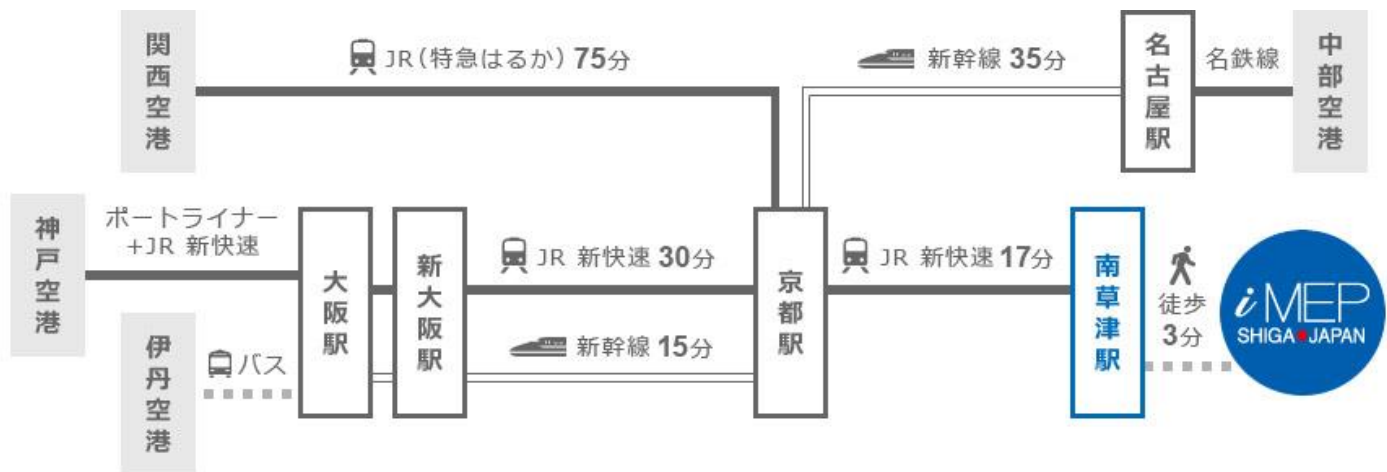 関西空港
JR(特急はるか) 75分
新幹線 35分
名古屋駅
名鉄線
中部空港
神戸空港
ポートライナー
+JR 新快速
大阪駅
新大阪駅
JR 新快速 30分
京都駅
JR 新快速 17分
南草津駅
徒歩
3分
iMEP
SHIGA JAPAN
伊丹空港
バス
新幹線 15分